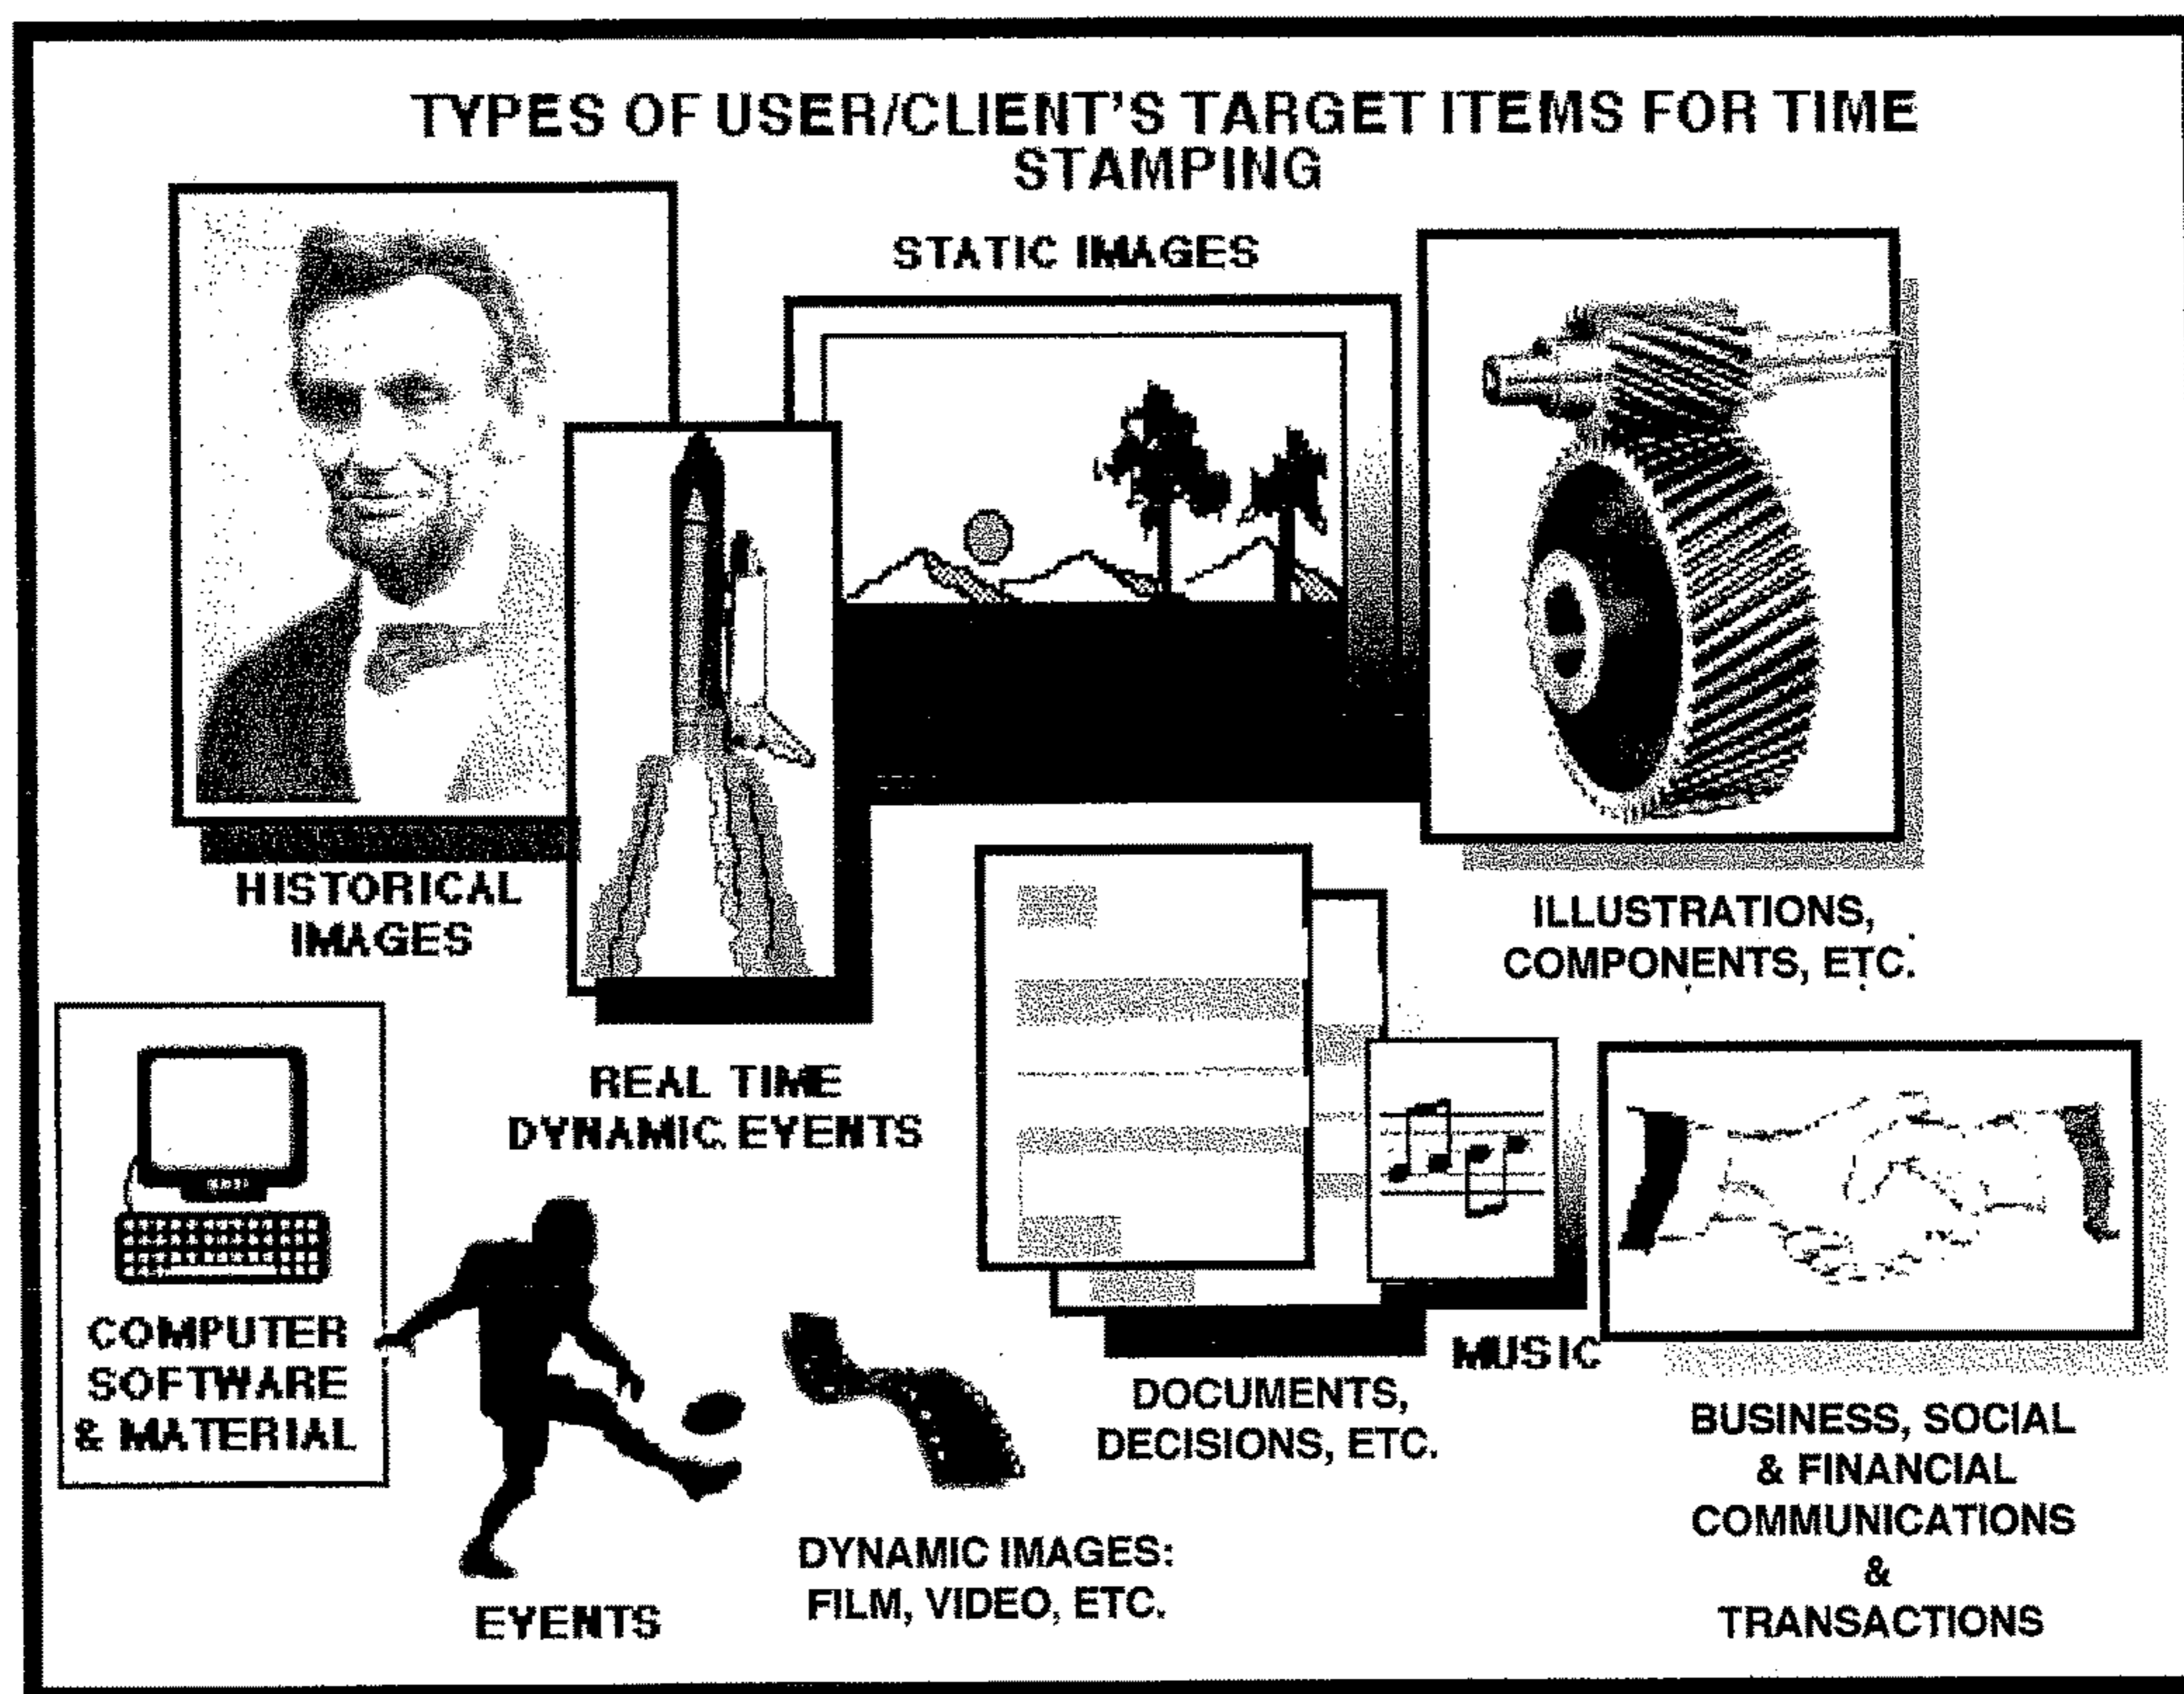 TYPES OF USER/CLIENT'S TARGET ITEMS FOR TIME
STAMPING
STATIC IMAGES
HISTORICAL
IMAGES
ILLUSTRATIONS,
COMPONENTS, ETC.
REAL TIME
DYNAMIC EVENTS
COMPUTER
SOFTWARE
& MATERIAL
MUSIC
DOCUMENTS,
DECISIONS, ETC.
BUSINESS, SOCIAL
& FINANCIAL
COMMUNICATIONS
&
TRANSACTIONS
DYNAMIC IMAGES:
FILM, VIDEO, ETC.
EVENTS